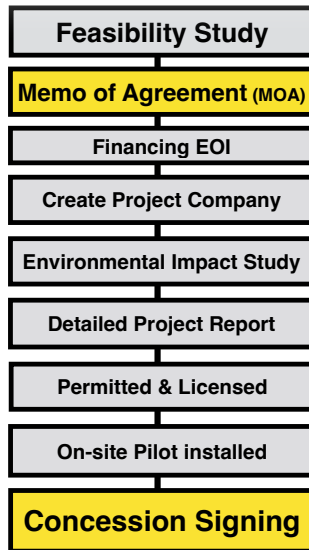 Feasibility Study
Memo of Agreement (MOA)
Financing EOI
Create Project Company
Environmental Impact Study
Detailed Project Report
Permitted & Licensed
On-site Pilot installed
Concession Signing